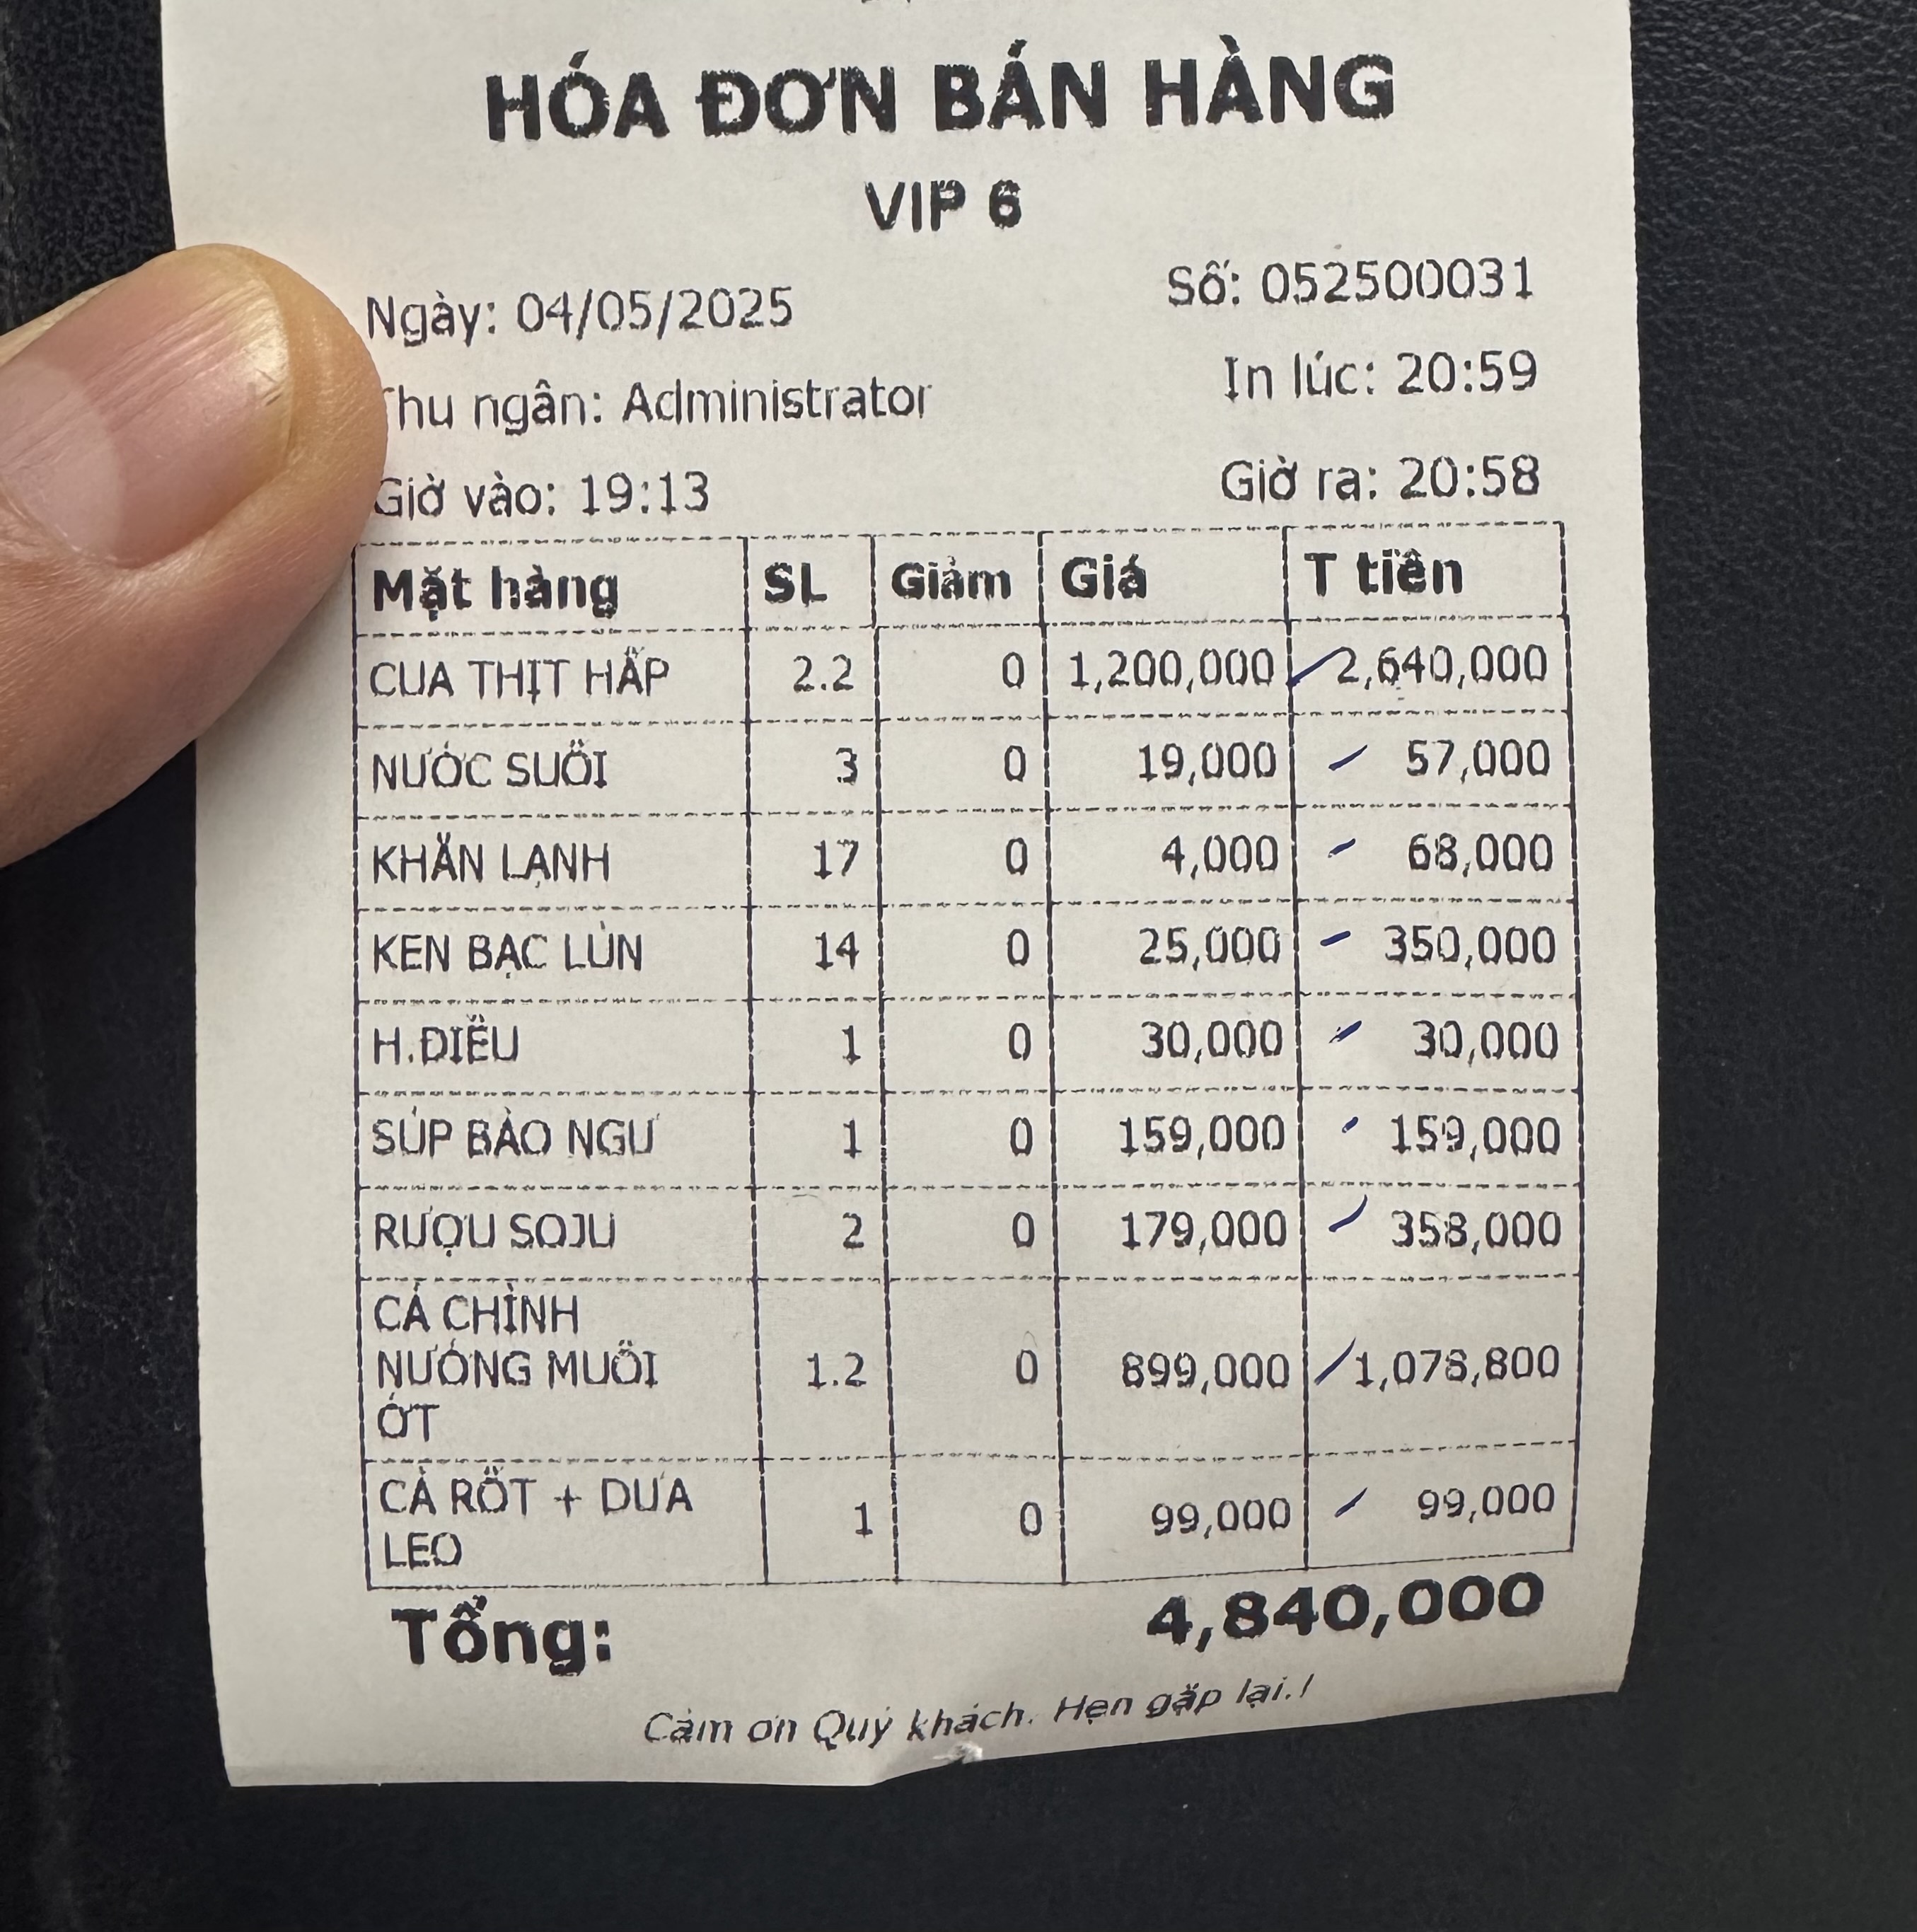 HÓA ĐƠN BÁN HÀNG
VIP 6
Ngày: 04/05/2025 Số: 052500031
Thu ngân: Administrator In lúc: 20:59
Giờ vào: 19:13 Giờ ra: 20:58
Mặt hàng SL Giảm Giá T tiền
CUA THỊT HẤP 2.2 0 1,200,000 2,640,000
NƯỚC SUỐI 3 0 19,000 57,000
KHĂN LẠNH 17 0 4,000 68,000
KEN BẠC LÙN 14 0 25,000 350,000
H.ĐIỀU 1 0 30,000 30,000
SÚP BÀO NGƯ 1 0 159,000 159,000
RƯỢU SOJU 2 0 179,000 358,000
CÁ CHÌNH
NƯỚNG MUỐI 1.2 0 899,000 1,078,800
ỚT
CÀ RỐT + DƯA
LEO 1 0 99,000 99,000
Tổng: 4,840,000
Cảm ơn Quý khách. Hẹn gặp lại.!